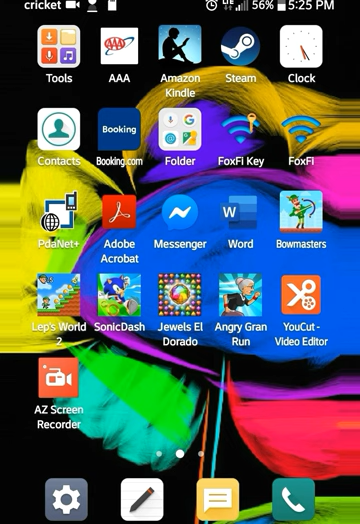 cricket LTE 56% 5:25 PM
Tools AAA Amazon Kindle Steam Clock
Booking
Contacts Booking.com Folder FoxFi Key FoxFi
PdaNet+ Adobe Acrobat Messenger Word Bowmasters
Lep's World 2 SonicDash Jewels El Dorado Angry Gran Run YouCut - Video Editor
AZ Screen Recorder